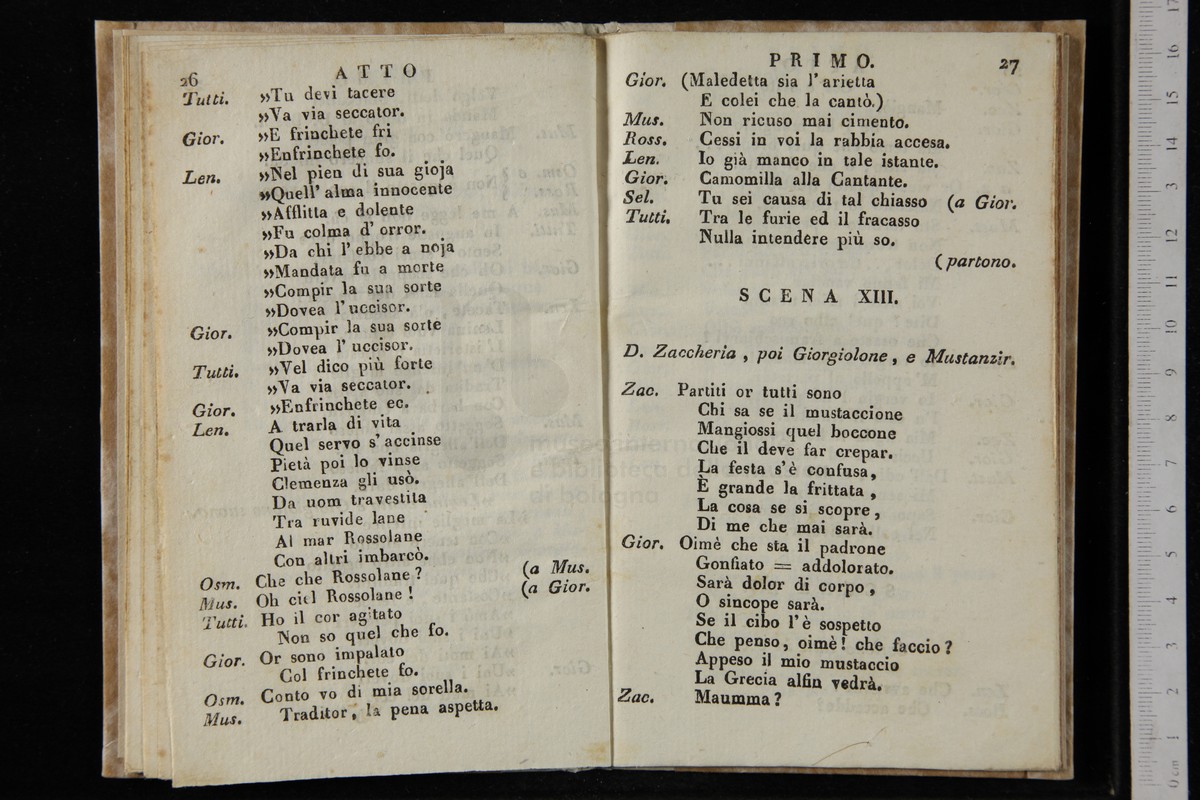 26 ATTO
Tutti. »Tu devi tacere
»Va via seccator.
Gior. »E frinchete fri
»Enfrinchete fo.
Len. »Nel pien di sua gioja
»Quell' alma innocente
»Afflitta e dolente
»Fu colma d' orror.
»Da chi l' ebbe a noja
»Mandata fu a morte
»Compir la sua sorte
»Dovea l' uccisor.
Gior. »Compir la sua sorte
»Dovea l' uccisor.
Tutti. »Vel dico più forte
»Va via seccator.
Gior. »Enfrinchete ec.
Len. A trarla di vita
Quel servo s' accinse
Pietà poi lo vinse
Clemenza gli usò.
Da uom travestita
Tra ruvide lane
Al mar Rossolane
Con altri imbarcò.
Osm. Che che Rossolane? (a Mus.
Mus. Oh ciel Rossolane! (a Gior.
Tutti. Ho il cor agitato
Non so quel che fo.
Gior. Or sono impalato
Col frinchete fo.
Osm. Conto vo di mia sorella.
Mus. Traditor, la pena aspetta.
PRIMO. 27
Gior. (Maledetta sia l' arietta
E colei che la cantò.)
Mus. Non ricuso mai cimento.
Ross. Cessi in voi la rabbia accesa.
Len. Io già manco in tale istante.
Gior. Camomilla alla Cantante.
Sel. Tu sei causa di tal chiasso (a Gior.
Tutti. Tra le furie ed il fracasso
Nulla intendere più so.
(partono.
SCENA XIII.
D. Zaccheria, poi Giorgiolone, e Mustanzir.
Zac. Partiti or tutti sono
Chi sa se il mustaccione
Mangiossi quel boccone
Che il deve far crepar.
La festa s' è confusa,
È grande la frittata,
La cosa se si scopre,
Di me che mai sarà.
Gior. Oimè che sta il padrone
Gonfiato = addolorato.
Sarà dolor di corpo,
O sincope sarà.
Se il cibo l' è sospetto
Che penso, oimè! che faccio?
Appeso il mio mustaccio
La Grecia alfin vedrà.
Zac. Maumma?